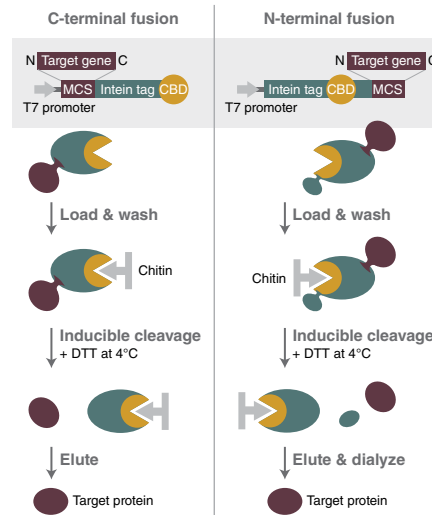 C-terminal fusion
N Target gene C
MCS Intein tag CBD
T7 promoter
Load & wash
Chitin
Inducible cleavage
+ DTT at 4°C
Elute
Target protein
N-terminal fusion
N Target gene C
Intein tag CBD MCS
T7 promoter
Load & wash
Chitin
Inducible cleavage
+ DTT at 4°C
Elute & dialyze
Target protein